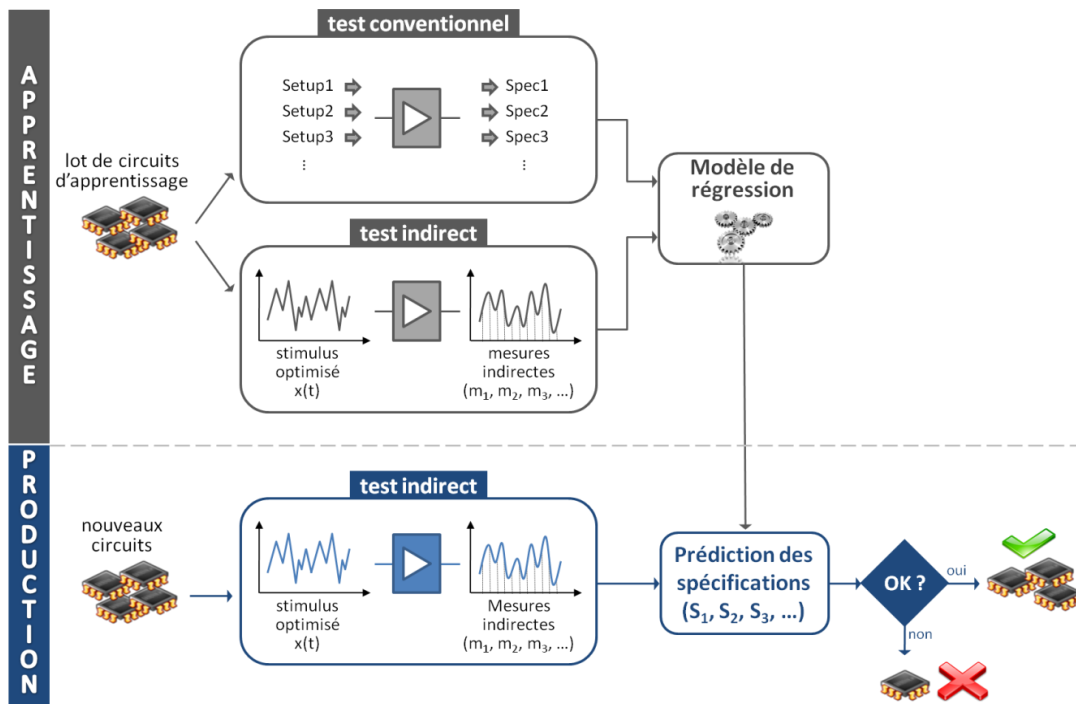 APPRENTISSAGE
test conventionnel
Setup1 Spec1
Setup2 Spec2
Setup3 Spec3
... ...
lot de circuits
d'apprentissage
Modèle de
régression
test indirect
stimulus
optimisé
x(t)
mesures
indirectes
(m1, m2, m3, ...)
PRODUCTION
test indirect
nouveaux
circuits
stimulus
optimisé
x(t)
Mesures
indirectes
(m1, m2, m3, ...)
Prédiction des
spécifications
(S1, S2, S3, ...)
OK ?
oui
non